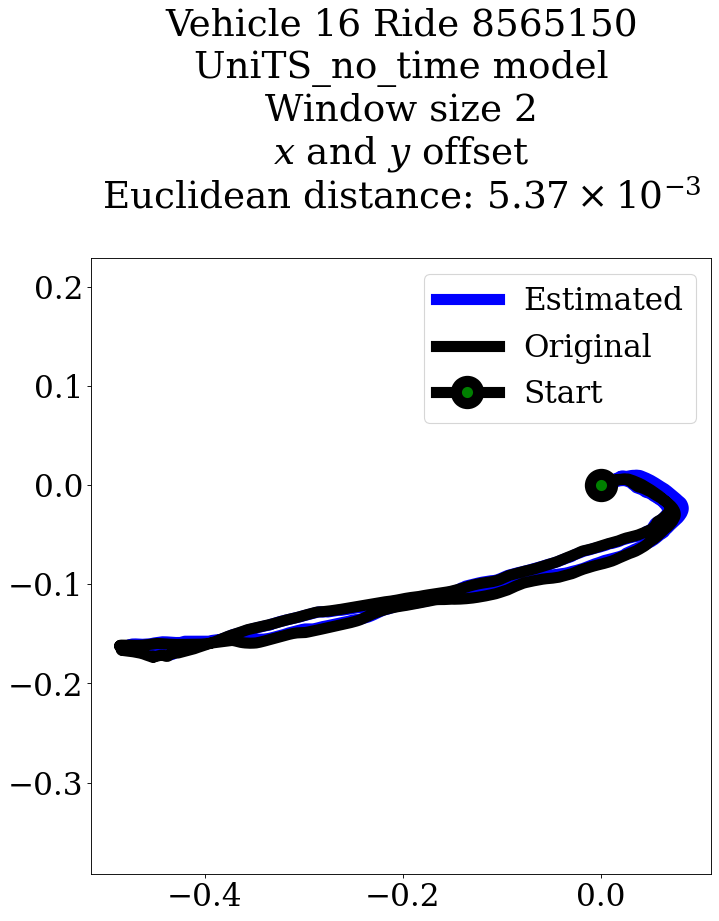 Vehicle 16 Ride 8565150
UniTS_no_time model
Window size 2
x and y offset
Euclidean distance: 5.37 × 10⁻³
Estimated
Original
Start
0.2
0.1
0.0
−0.1
−0.2
−0.3
−0.4
−0.2
0.0